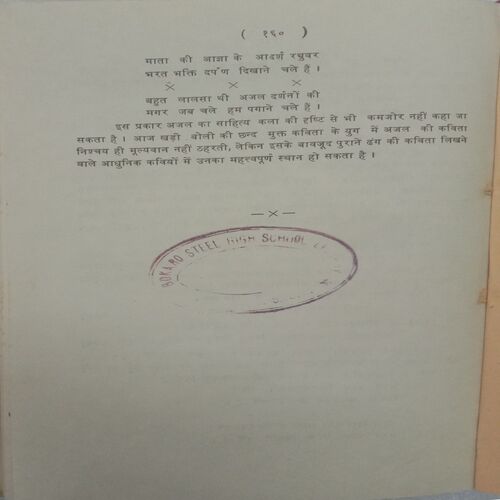 ( १६० )
माता की आज्ञा के आदर्श रघुवर
भरत भक्ति दर्पण दिखाने चले हैं ।
× × ×
बहुत लालसा थी अजल दर्शनों की
मगर जब चले हम पगाने चले हैं ।
इस प्रकार अजल का साहित्य कला की दृष्टि से भी कमजोर नहीं कहा जा
सकता है । आज खड़ी बोली की छन्द मुक्त कविता के युग में अजल की कविता
निश्चय ही मूल्यवान नहीं ठहरती, लेकिन इसके बावजूद पुराने ढंग की कविता लिखने
वाले आधुनिक कवियों में उनका महत्त्वपूर्ण स्थान हो सकता है ।
—×—
BOKARO STEEL HIGH SCHOOL